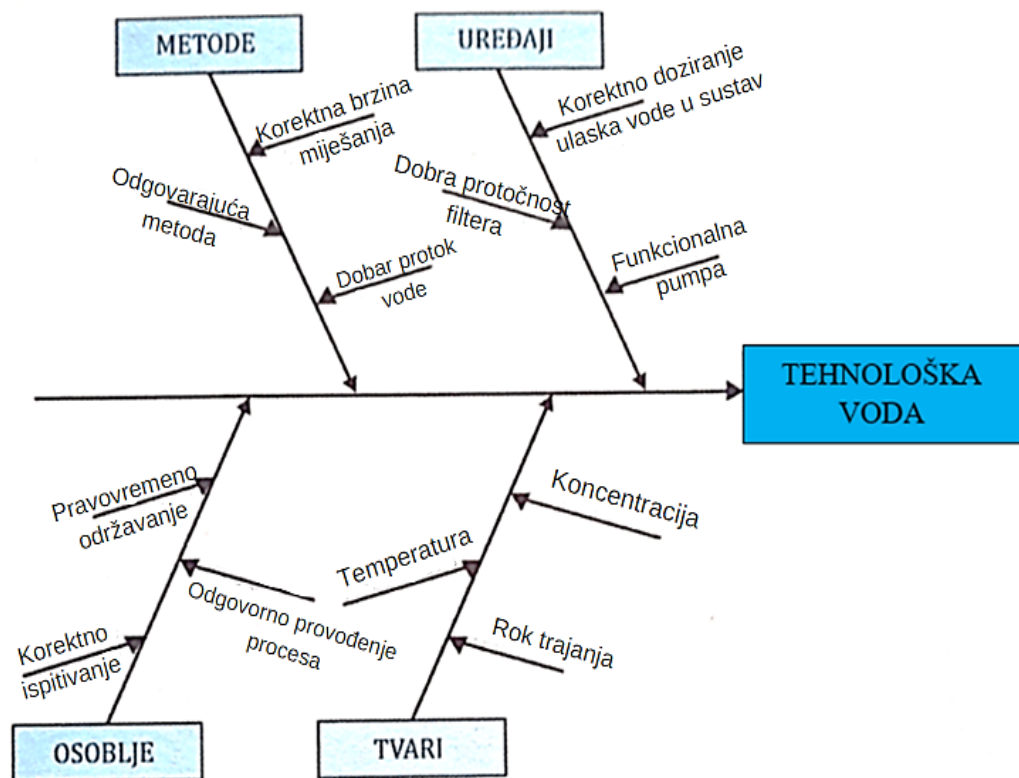 METODE
UREĐAJI
Korektna brzina
miješanja
Odgovarajuća
metoda
Dobar protok
vode
Korektno doziranje
ulaska vode u sustav
Dobra protočnost
filtera
Funkcionalna
pumpa
TEHNOLOŠKA
VODA
Pravovremeno
održavanje
Odgovorno provođenje
procesa
Korektno
ispitivanje
Koncentracija
Temperatura
Rok trajanja
OSOBLJE
TVARI